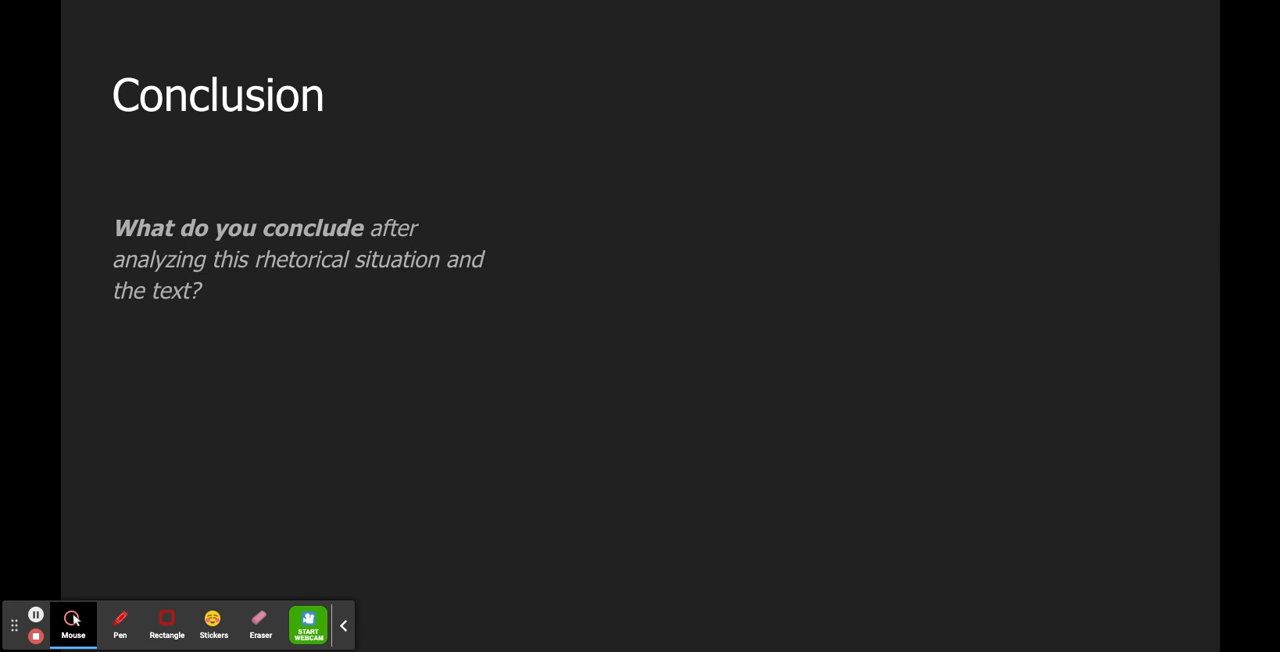 Conclusion
What do you conclude after
analyzing this rhetorical situation and
the text?
Mouse
Pen
Rectangle
Stickers
Eraser
START
WEBCAM